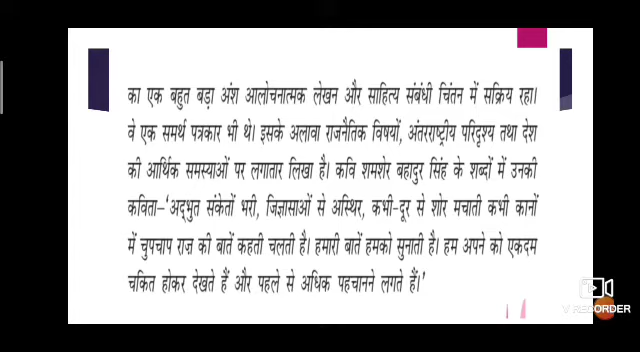 का एक बहुत बड़ा अंश आलोचनात्मक लेखन और साहित्य संबंधी चिंतन में सक्रिय रहा।
वे एक समर्थ पत्रकार भी थे। इसके अलावा राजनैतिक विषयों, अंतरराष्ट्रीय परिदृश्य तथा देश
की आर्थिक समस्याओं पर लगातार लिखा है। कवि शमशेर बहादुर सिंह के शब्दों में उनकी
कविता–'अद्भुत संकेतों भरी, जिज्ञासाओं से अस्थिर, कभी-दूर से शोर मचाती कभी कानों
में चुपचाप राज़ की बातें कहती चलती है। हमारी बातें हमको सुनाती है। हम अपने को एकदम
चकित होकर देखते हैं और पहले से अधिक पहचानने लगते हैं।'
V RECORDER